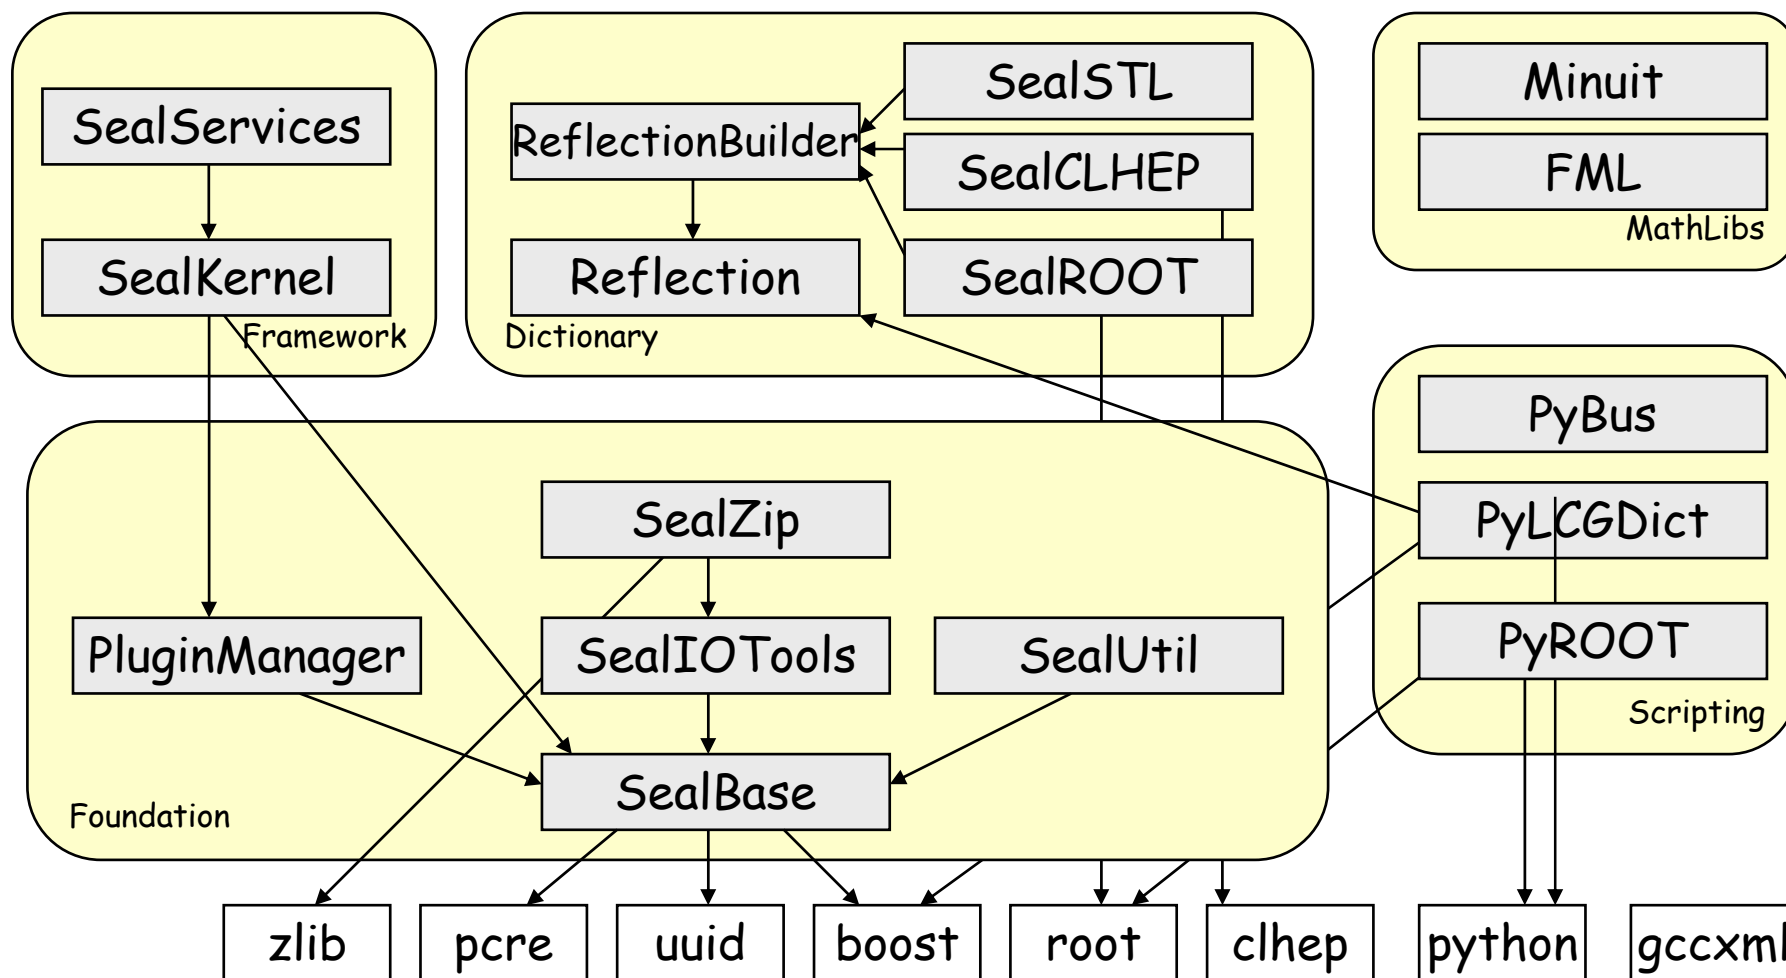 SealServices
SealKernel
Framework
SealSTL
ReflectionBuilder
SealCLHEP
Reflection
SealROOT
Dictionary
Minuit
FML
MathLibs
PyBus
PyLCGDict
PyROOT
Scripting
SealZip
PluginManager
SealIOTools
SealUtil
SealBase
Foundation
zlib
pcre
uuid
boost
root
clhep
python
gccxml